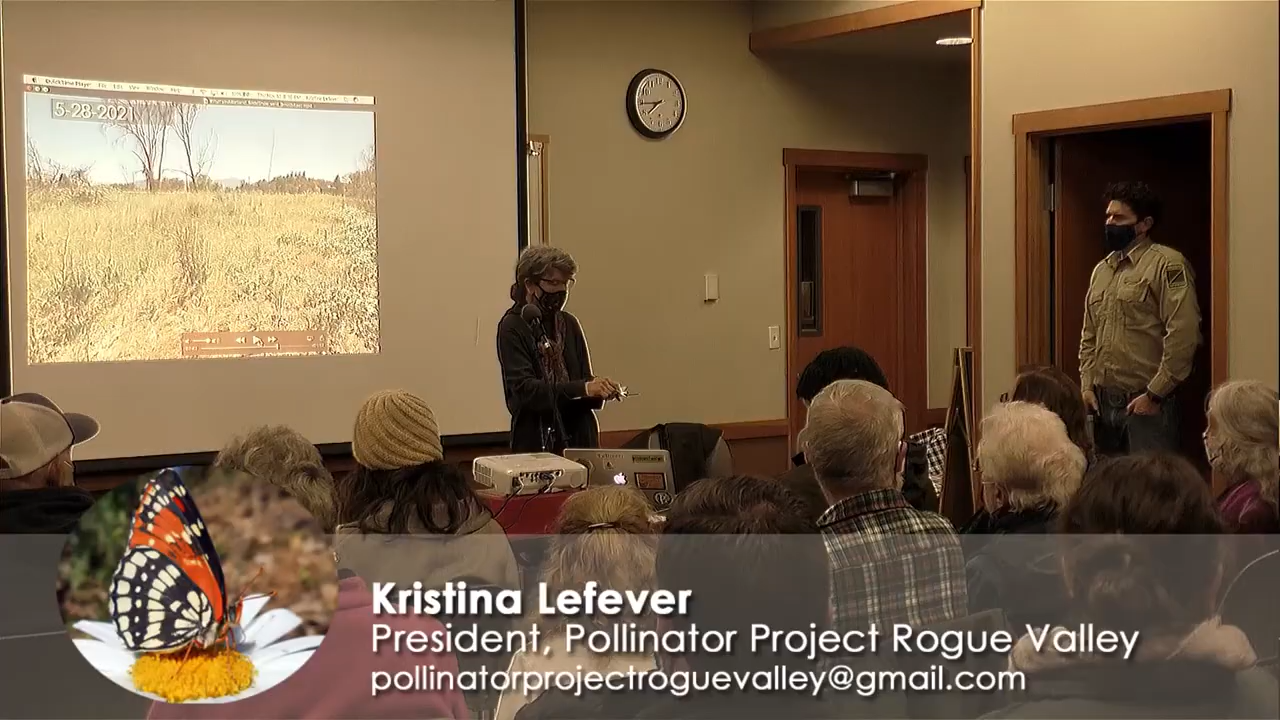 5-28-2021
Kristina Lefever
President, Pollinator Project Rogue Valley
pollinatorprojectroguevalley@gmail.com